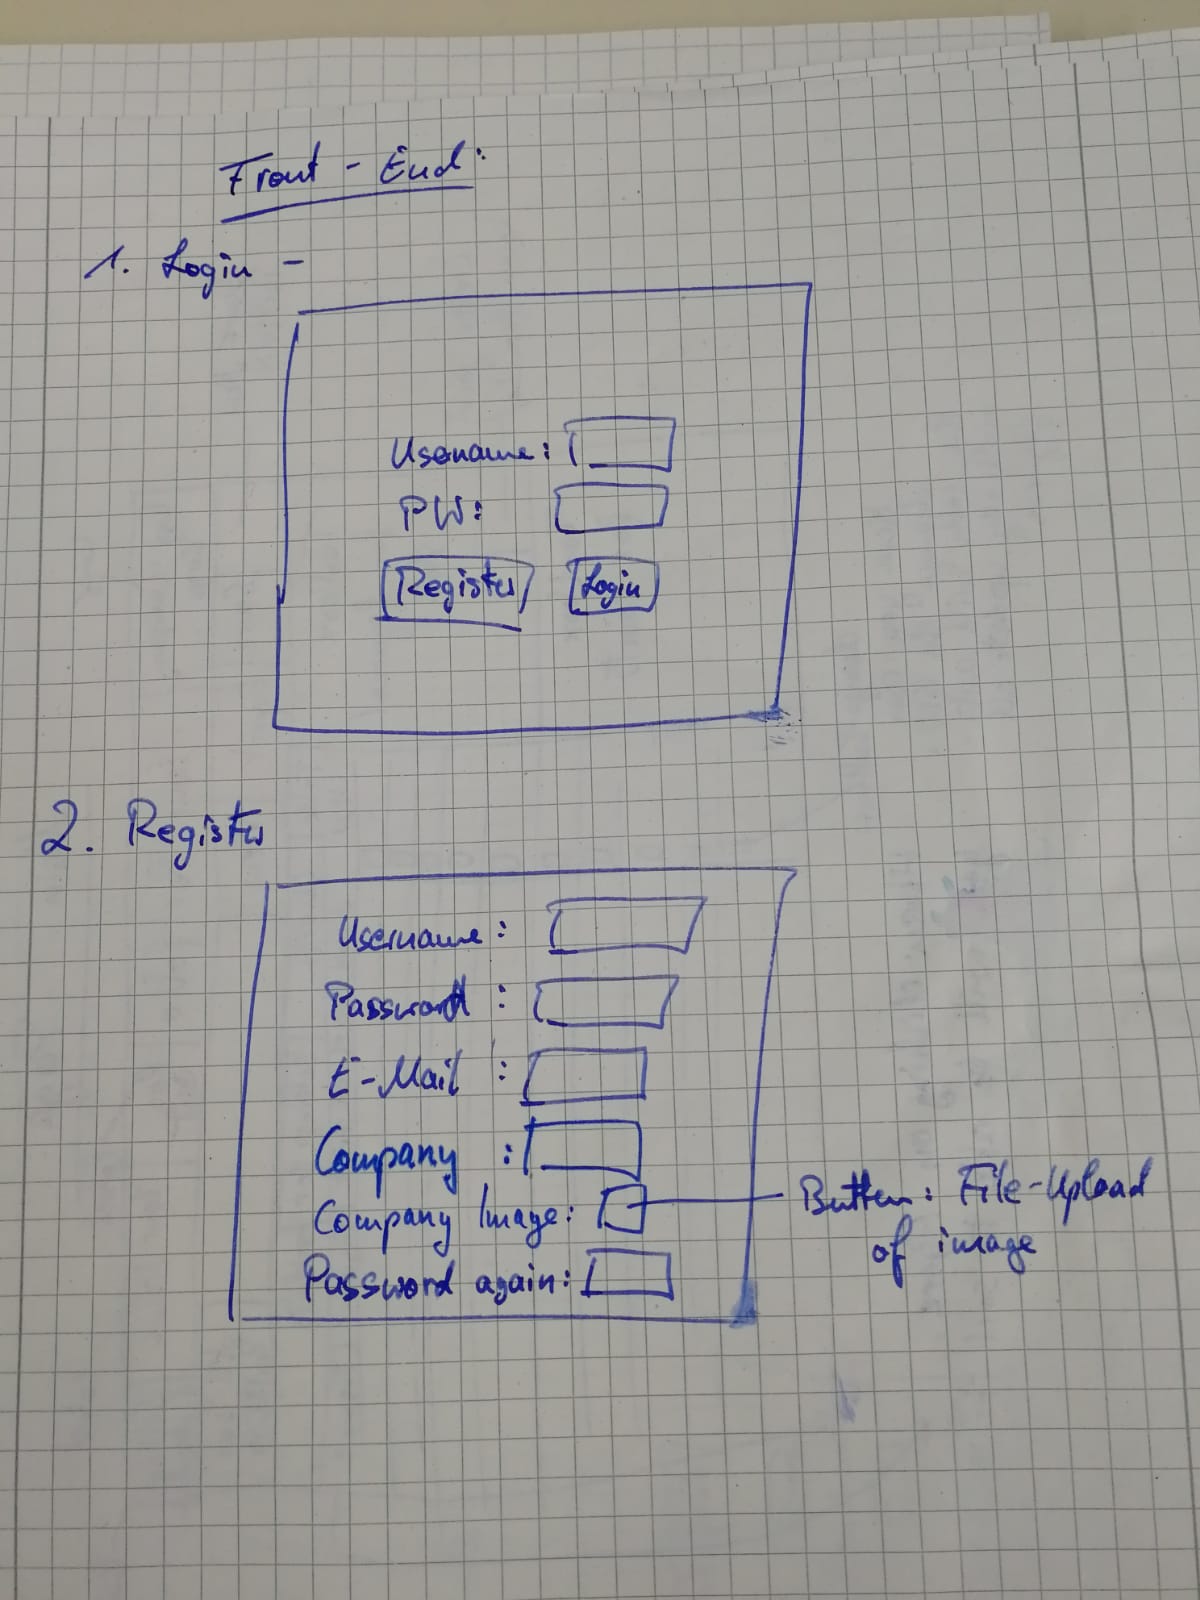 Front - End:
1. Login -
Username:
PW:
Register Login
2. Register
Username:
Password :
E-Mail :
Company :
Company Image:
Button: File-Upload
of image
Password again: